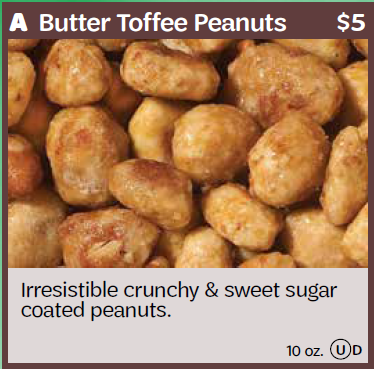 A Butter Toffee Peanuts $5
Irresistible crunchy & sweet sugar
coated peanuts.
10 oz. ⓊD